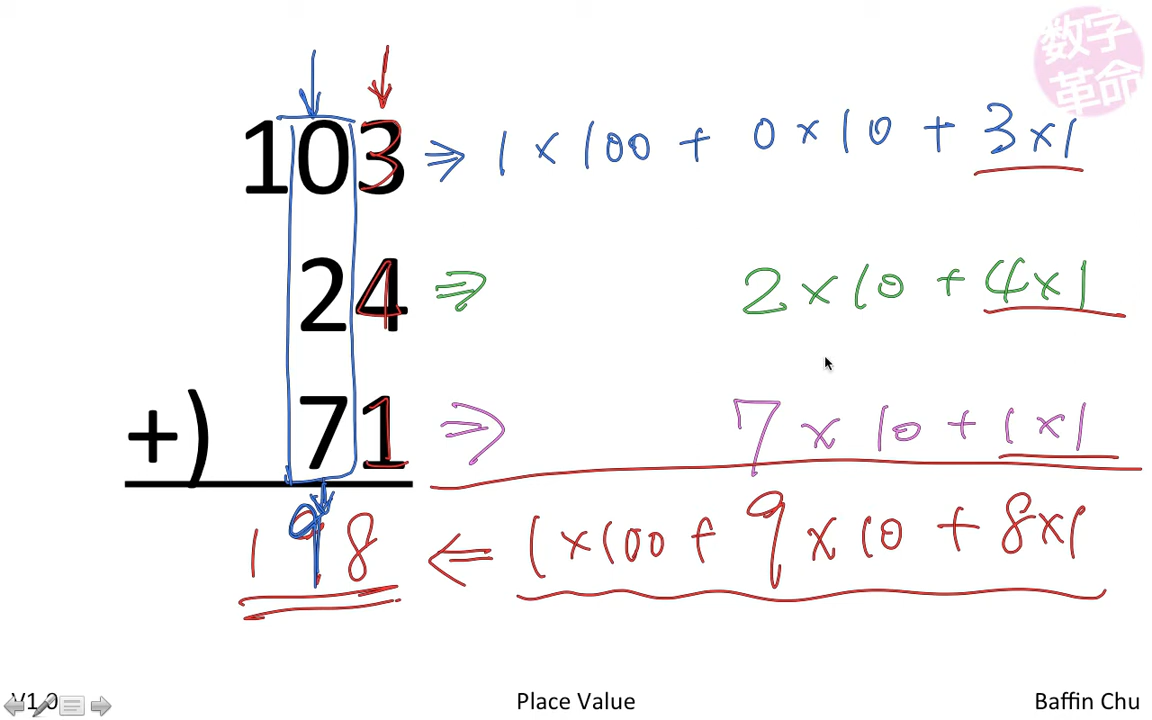 数字
革命
103 ⇒ 1 × 100 + 0 × 10 + 3 × 1
24 ⇒ 2 × 10 + 4 × 1
+) 71 ⇒ 7 × 10 + 1 × 1
198 ⇐ 1 × 100 + 9 × 10 + 8 × 1
V1.0 Place Value Baffin Chu